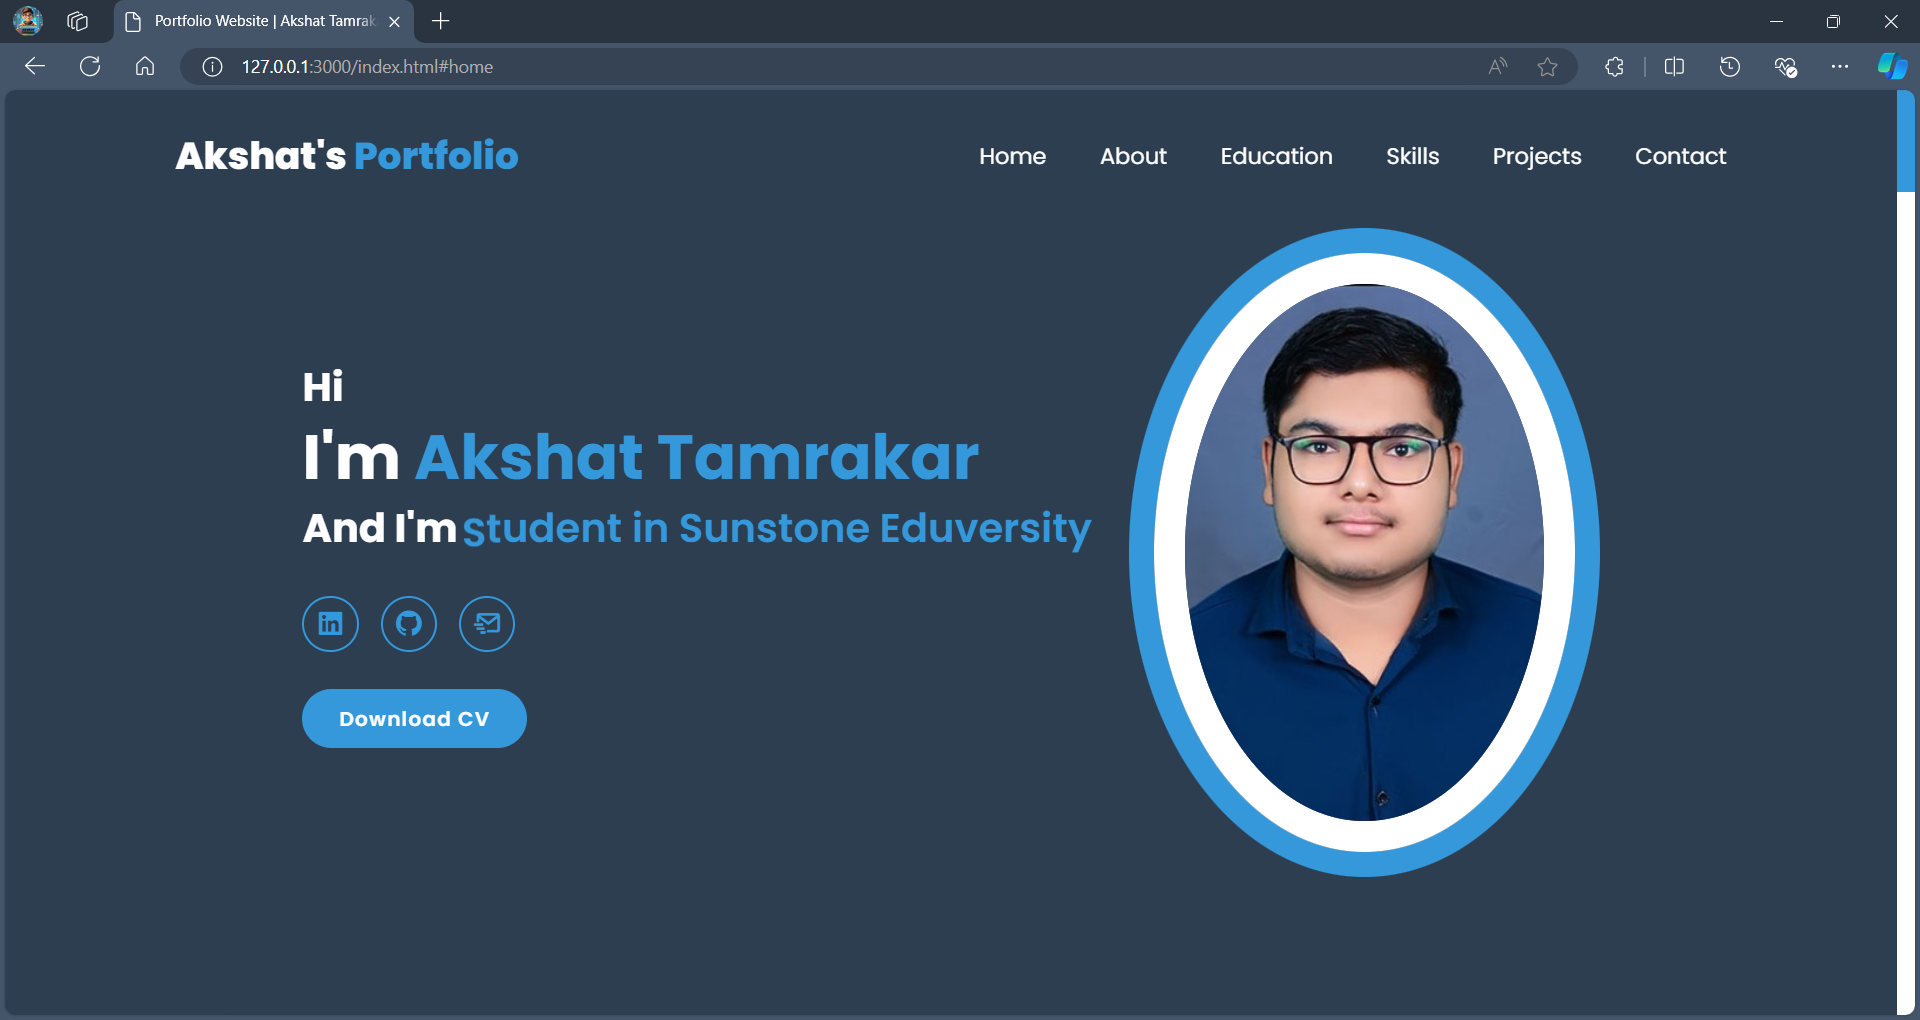 Portfolio Website | Akshat Tamrak
127.0.0.1:3000/index.html#home
Akshat's Portfolio
Home About Education Skills Projects Contact
Hi
I'm Akshat Tamrakar
And I'm Student in Sunstone Eduversity
Download CV